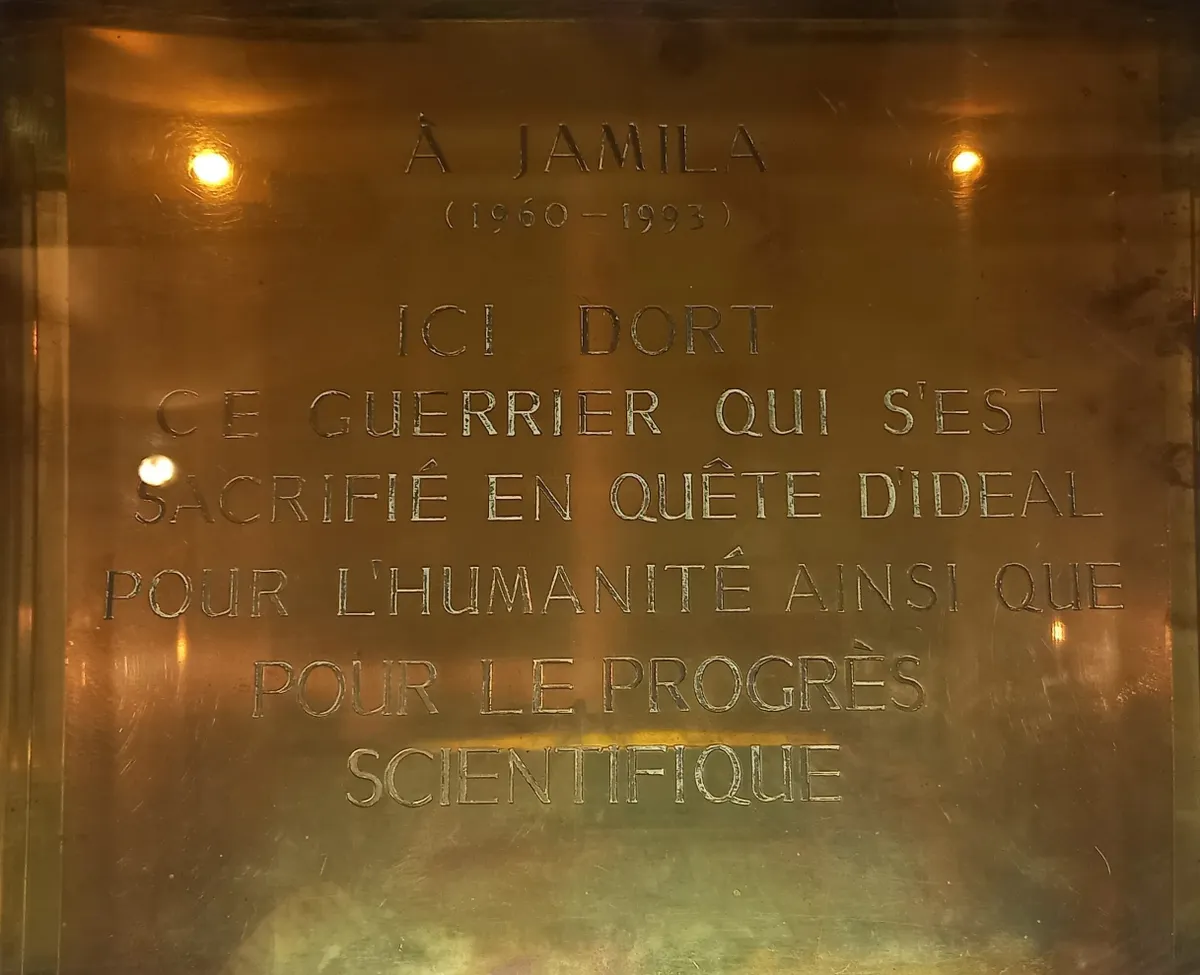 À JAMILA
(1960-1993)
ICI DORT
CE GUERRIER QUI S'EST
SACRIFIÉ EN QUÊTE D'IDEAL
POUR L'HUMANITÉ AINSI QUE
POUR LE PROGRÈS
SCIENTIFIQUE